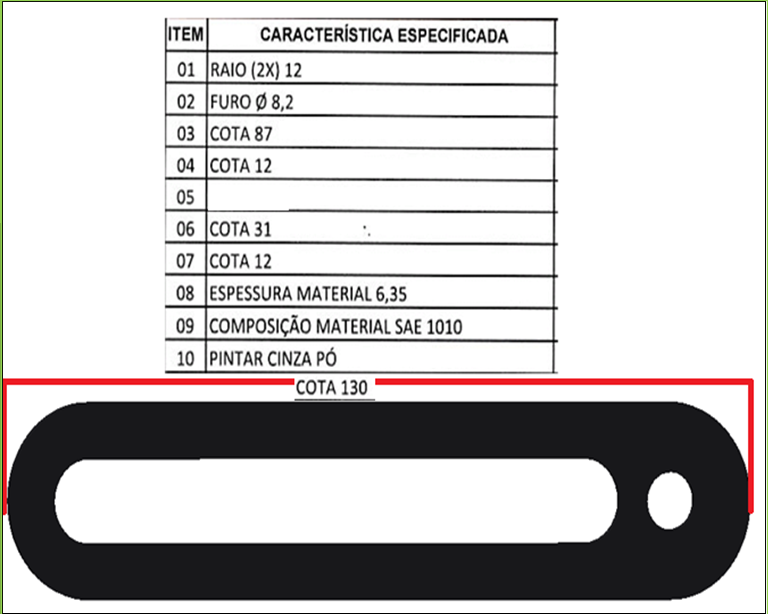 ITEM CARACTERÍSTICA ESPECIFICADA
01 RAIO (2X) 12
02 FURO Ø 8,2
03 COTA 87
04 COTA 12
05
06 COTA 31
07 COTA 12
08 ESPESSURA MATERIAL 6,35
09 COMPOSIÇÃO MATERIAL SAE 1010
10 PINTAR CINZA PÓ
COTA 130